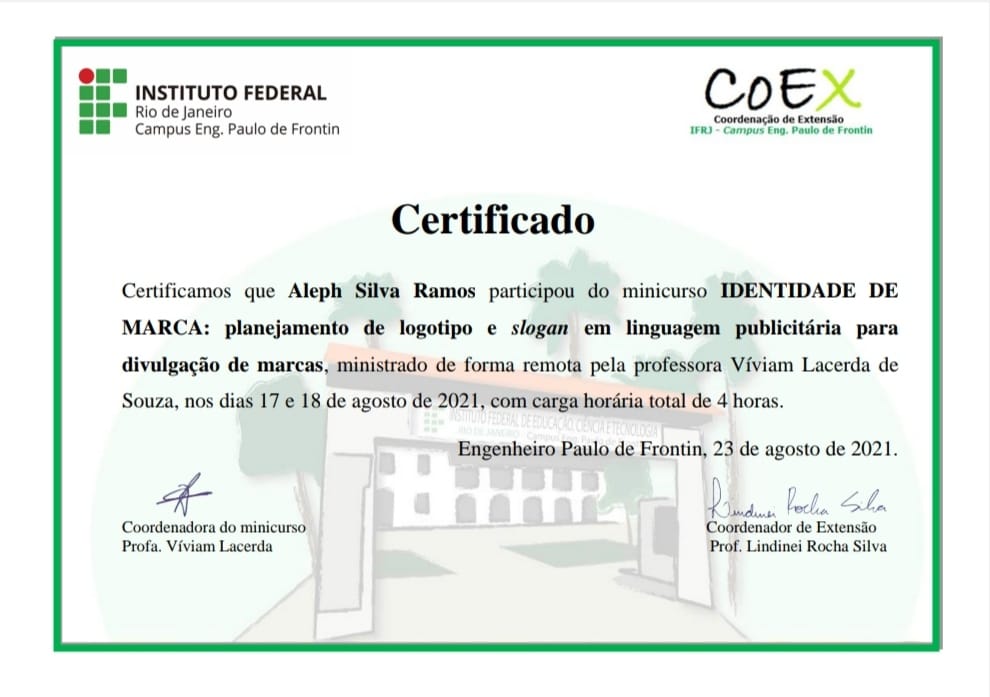 INSTITUTO FEDERAL
Rio de Janeiro
Campus Eng. Paulo de Frontin
CoEX
Coordenação de Extensão
IFRJ - Campus Eng. Paulo de Frontin
Certificado
Certificamos que Aleph Silva Ramos participou do minicurso IDENTIDADE DE
MARCA: planejamento de logotipo e slogan em linguagem publicitária para
divulgação de marcas, ministrado de forma remota pela professora Víviam Lacerda de
Souza, nos dias 17 e 18 de agosto de 2021, com carga horária total de 4 horas.
INSTITUTO FEDERAL DE EDUCAÇÃO, CIÊNCIA E TECNOLOGIA
RIO DE JANEIRO - Campus
Engenheiro Paulo de Frontin, 23 de agosto de 2021.
Lindinei Rocha Silva
Coordenadora do minicurso
Profa. Víviam Lacerda
Coordenador de Extensão
Prof. Lindinei Rocha Silva